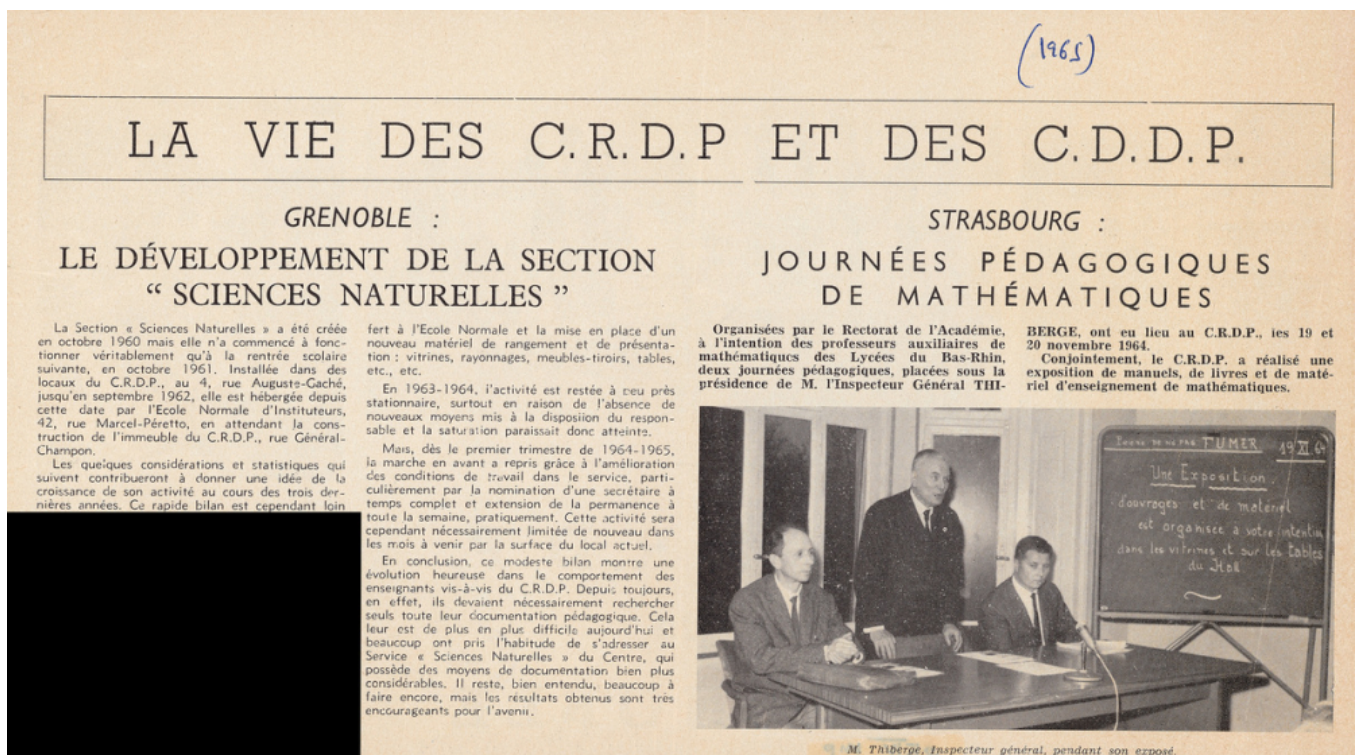 (1965)
LA VIE DES C.R.D.P ET DES C.D.D.P.
GRENOBLE :
LE DÉVELOPPEMENT DE LA SECTION
“ SCIENCES NATURELLES ”
La Section « Sciences Naturelles » a été créée
en octobre 1960 mais elle n'a commencé à fonc-
tionner véritablement qu'à la rentrée scolaire
suivante, en octobre 1961. Installée dans des
locaux du C.R.D.P., au 4, rue Auguste-Gaché,
jusqu'en septembre 1962, elle est hébergée depuis
cette date par l'Ecole Normale d'Instituteurs,
42, rue Marcel-Péretto, en attendant la cons-
truction de l'immeuble du C.R.D.P., rue Général-
Champon.
Les quelques considérations et statistiques qui
suivent contribueront à donner une idée de la
croissance de son activité au cours des trois der-
nières années. Ce rapide bilan est cependant loin
fert à l'Ecole Normale et la mise en place d'un
nouveau matériel de rangement et de présenta-
tion : vitrines, rayonnages, meubles-tiroirs, tables,
etc., etc.
En 1963-1964, l'activité est restée à peu près
stationnaire, surtout en raison de l'absence de
nouveaux moyens mis à la disposiion du respon-
sable et la saturation paraissait donc atteinte.
Mais, dès le premier trimestre de 1964-1965,
la marche en avant a repris grâce à l'amélioration
des conditions de travail dans le service, parti-
culièrement par la nomination d'une secrétaire à
temps complet et extension de la permanence à
toute la semaine, pratiquement. Cette activité sera
cependant nécessairement limitée de nouveau dans
les mois à venir par la surface du local actuel.
En conclusion, ce modeste bilan montre une
évolution heureuse dans le comportement des
enseignants vis-à-vis du C.R.D.P. Depuis toujours,
en effet, ils devaient nécessairement rechercher
seuls toute leur documentation pédagogique. Cela
leur est de plus en plus difficile aujourd'hui et
beaucoup ont pris l'habitude de s'adresser au
Service « Sciences Naturelles » du Centre, qui
possède des moyens de documentation bien plus
considérables. Il reste, bien entendu, beaucoup à
faire encore, mais les résultats obtenus sont très
encourageants pour l'avenir.
STRASBOURG :
JOURNÉES PÉDAGOGIQUES
DE MATHÉMATIQUES
Organisées par le Rectorat de l'Académie,
à l'intention des professeurs auxiliaires de
mathématiques des Lycées du Bas-Rhin,
deux journées pédagogiques, placées sous la
présidence de M. l'Inspecteur Général THI-
BERGE, ont eu lieu au C.R.D.P., les 19 et
20 novembre 1964.
Conjointement, le C.R.D.P. a réalisé une
exposition de manuels, de livres et de maté-
riel d'enseignement de mathématiques.
de ne pas FUMER 19 XI 64
Une Exposition
d'ouvrages et de matériel
est organisée à votre intention
dans les vitrines et sur les tables
du Hall
M. Thiberge, Inspecteur général, pendant son exposé.